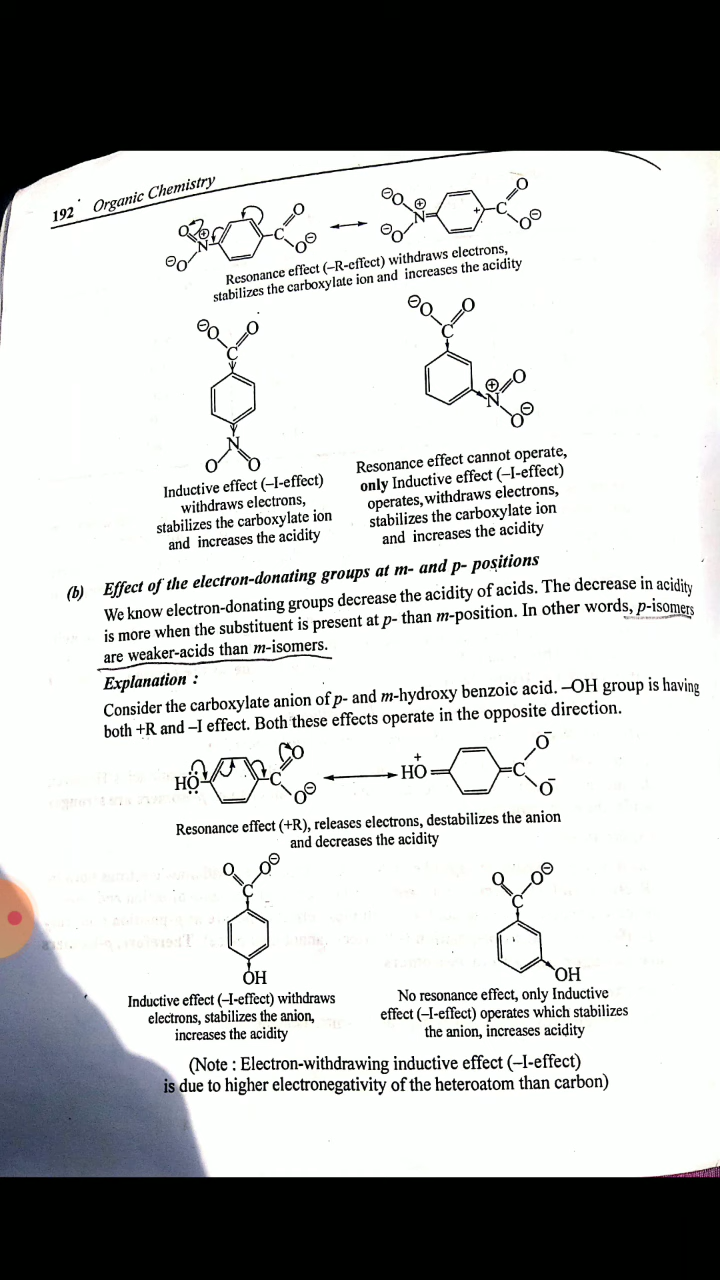 192 Organic Chemistry
Resonance effect (–R-effect) withdraws electrons,
stabilizes the carboxylate ion and increases the acidity
Inductive effect (–I-effect)
withdraws electrons,
stabilizes the carboxylate ion
and increases the acidity
Resonance effect cannot operate,
only Inductive effect (–I-effect)
operates, withdraws electrons,
stabilizes the carboxylate ion
and increases the acidity
(b) Effect of the electron-donating groups at m- and p- positions
We know electron-donating groups decrease the acidity of acids. The decrease in acidity
is more when the substituent is present at p- than m-position. In other words, p-isomers
are weaker-acids than m-isomers.
Explanation :
Consider the carboxylate anion of p- and m-hydroxy benzoic acid. –OH group is having
both +R and –I effect. Both these effects operate in the opposite direction.
Resonance effect (+R), releases electrons, destabilizes the anion
and decreases the acidity
OH
Inductive effect (–I-effect) withdraws
electrons, stabilizes the anion,
increases the acidity
OH
No resonance effect, only Inductive
effect (–I-effect) operates which stabilizes
the anion, increases acidity
(Note : Electron-withdrawing inductive effect (–I-effect)
is due to higher electronegativity of the heteroatom than carbon)